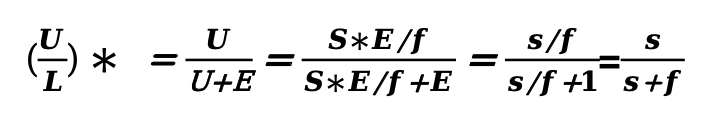 (U/L)* = U/(U+E) = (S*E/f)/(S*E/f+E) = (s/f)/(s/f+1) = s/(s+f)